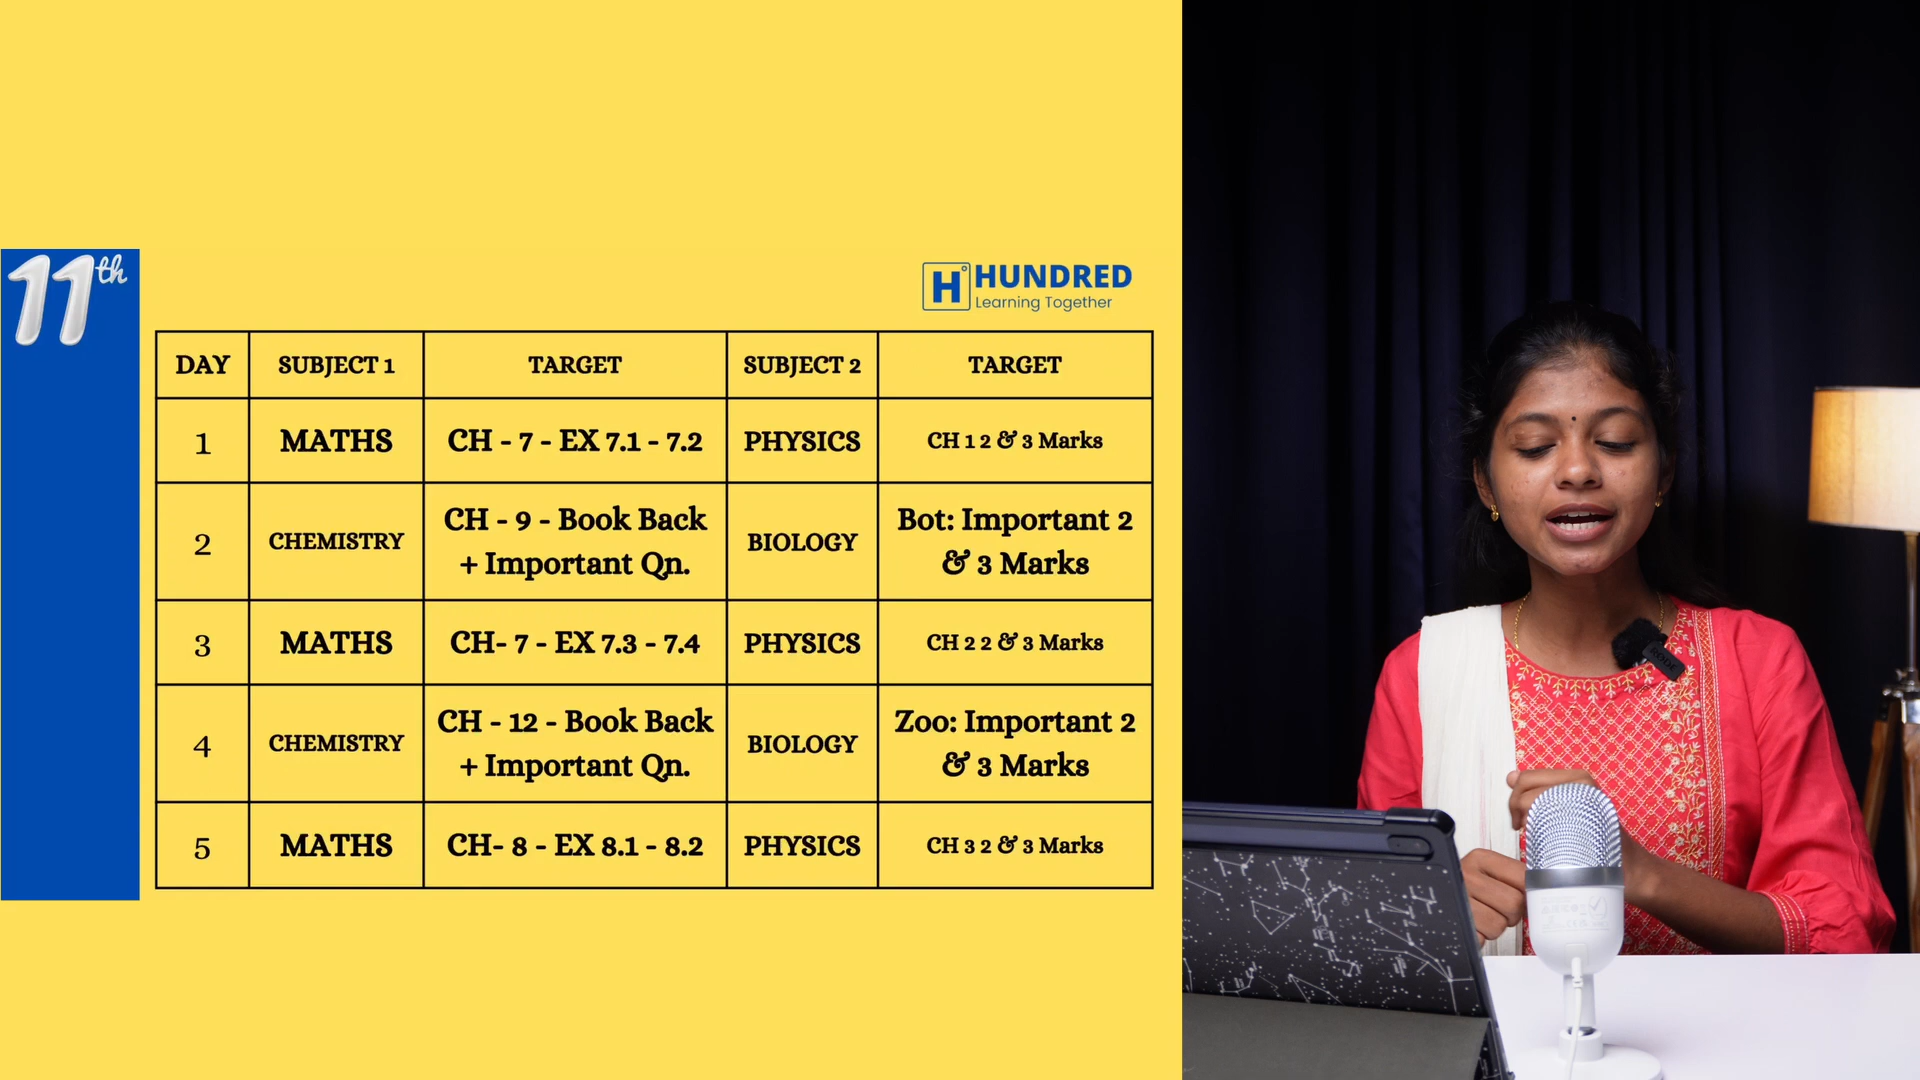 11th
H HUNDRED
Learning Together
DAY SUBJECT 1 TARGET SUBJECT 2 TARGET
1 MATHS CH - 7 - EX 7.1 - 7.2 PHYSICS CH 1 2 & 3 Marks
2 CHEMISTRY CH - 9 - Book Back
+ Important Qn. BIOLOGY Bot: Important 2
& 3 Marks
3 MATHS CH- 7 - EX 7.3 - 7.4 PHYSICS CH 2 2 & 3 Marks
4 CHEMISTRY CH - 12 - Book Back
+ Important Qn. BIOLOGY Zoo: Important 2
& 3 Marks
5 MATHS CH- 8 - EX 8.1 - 8.2 PHYSICS CH 3 2 & 3 Marks
RODE